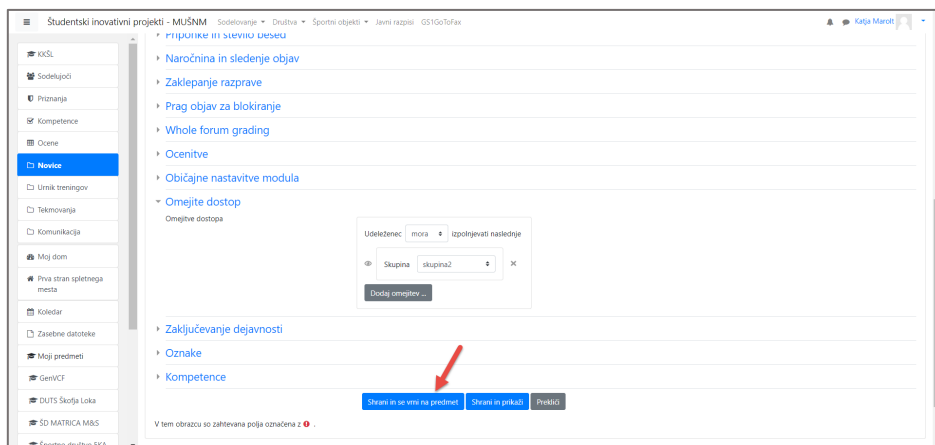 Študentski inovativni projekti - MUŠNM Sodelovanje Društva Športni objekti Javni razpisi GS1GoToFax Katja Marolt
KKŠL
Sodelujoči
Priznanja
Kompetence
Ocene
Novice
Urnik treningov
Tekmovanja
Komunikacija
Moj dom
Prva stran spletnega
mesta
Koledar
Zasebne datoteke
Moji predmeti
GenVCF
DUTS Škofja Loka
ŠD MATRICA M&S
Športno društvo EKA
Priponke in število besed
Naročnina in sledenje objav
Zaklepanje razprave
Prag objav za blokiranje
Whole forum grading
Ocenitve
Običajne nastavitve modula
Omejite dostop
Omejitve dostopa
Udeleženec mora izpolnjevati naslednje
Skupina skupina2
Dodaj omejitev ...
Zaključevanje dejavnosti
Oznake
Kompetence
Shrani in se vrni na predmet Shrani in prikaži Prekliči
V tem obrazcu so zahtevana polja označena z .